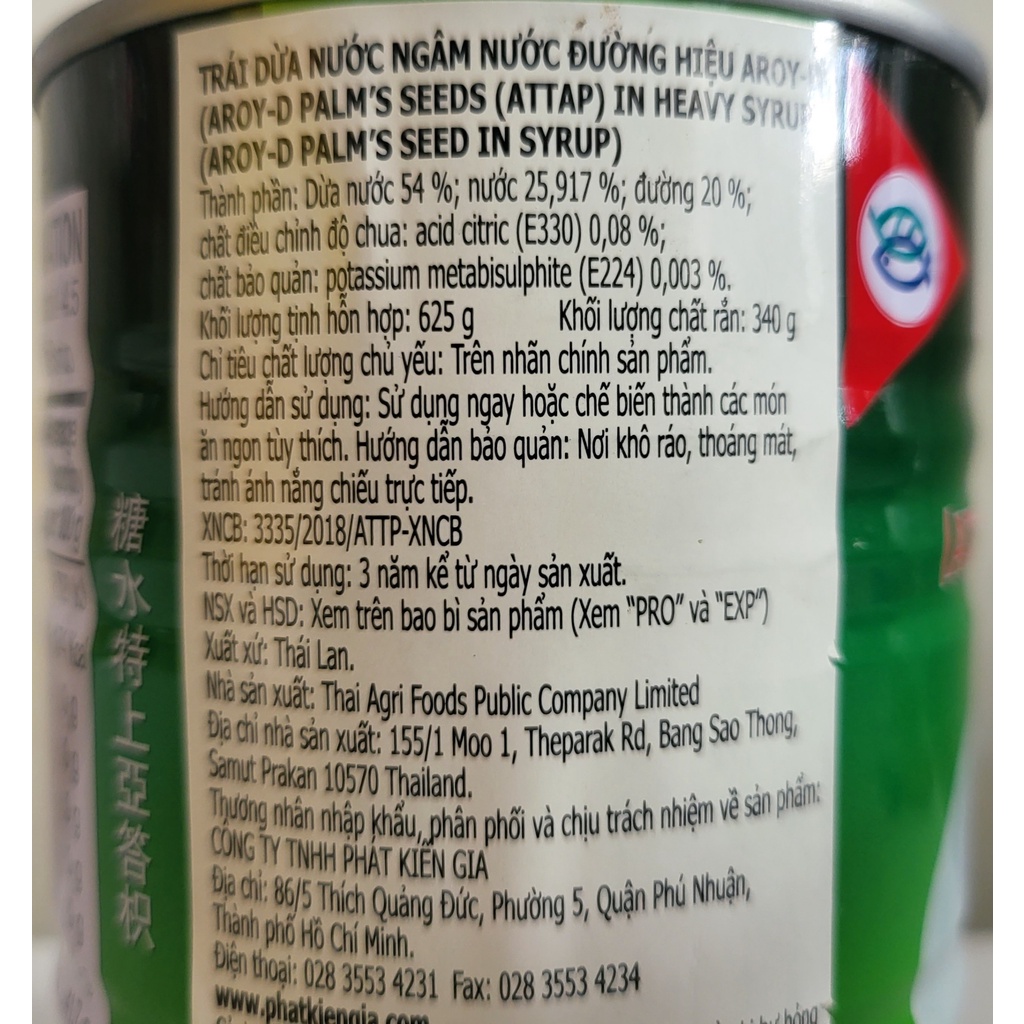 TRÁI DỪA NƯỚC NGÂM NƯỚC ĐƯỜNG HIỆU AROY-
(AROY-D PALM'S SEEDS (ATTAP) IN HEAVY SYRUP
(AROY-D PALM'S SEED IN SYRUP)
Thành phần: Dừa nước 54 %; nước 25,917 %; đường 20 %;
chất điều chỉnh độ chua: acid citric (E330) 0,08 %;
chất bảo quản: potassium metabisulphite (E224) 0,003 %.
Khối lượng tịnh hỗn hợp: 625 g Khối lượng chất rắn: 340 g
Chỉ tiêu chất lượng chủ yếu: Trên nhãn chính sản phẩm.
Hướng dẫn sử dụng: Sử dụng ngay hoặc chế biến thành các món
ăn ngon tùy thích. Hướng dẫn bảo quản: Nơi khô ráo, thoáng mát,
tránh ánh nắng chiếu trực tiếp.
XNCB: 3335/2018/ATTP-XNCB
Thời hạn sử dụng: 3 năm kể từ ngày sản xuất.
NSX và HSD: Xem trên bao bì sản phẩm (Xem "PRO" và "EXP")
Xuất xứ: Thái Lan.
Nhà sản xuất: Thai Agri Foods Public Company Limited
Địa chỉ nhà sản xuất: 155/1 Moo 1, Theparak Rd, Bang Sao Thong,
Samut Prakan 10570 Thailand.
Thương nhân nhập khẩu, phân phối và chịu trách nhiệm về sản phẩm:
CÔNG TY TNHH PHÁT KIẾN GIA
Địa chỉ: 86/5 Thích Quảng Đức, Phường 5, Quận Phú Nhuận,
Thành phố Hồ Chí Minh.
Điện thoại: 028 3553 4231 Fax: 028 3553 4234
www.phatkiengia.com
hư hỏng
糖水特上亞答枳